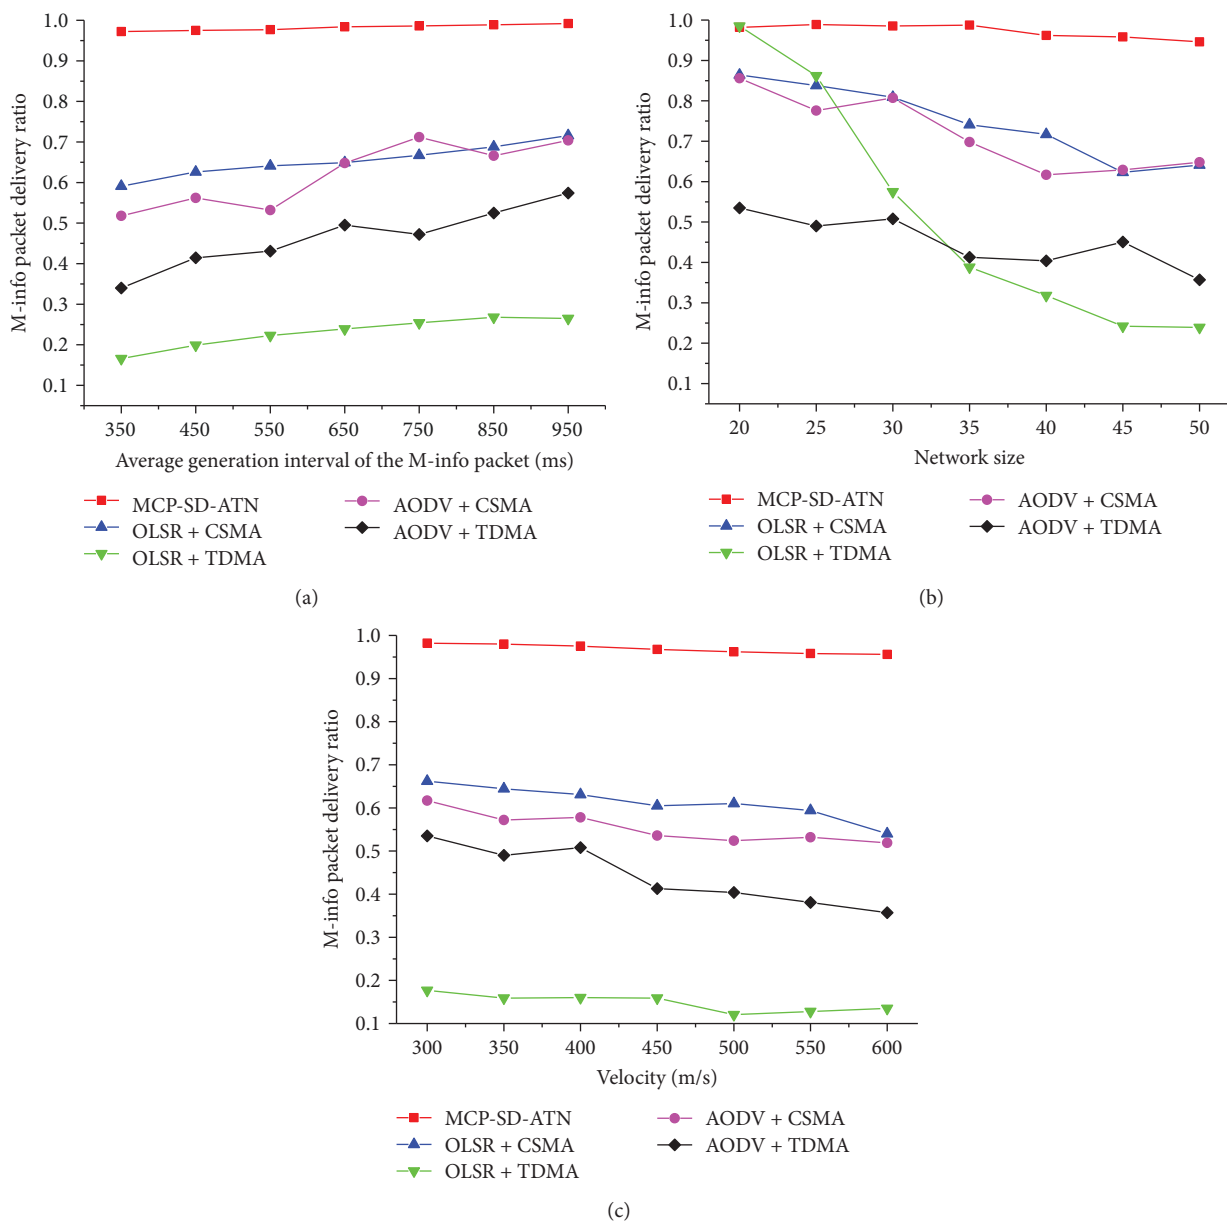 1.0
0.9
0.8
0.7
0.6
0.5
0.4
0.3
0.2
0.1
M-info packet delivery ratio
350 450 550 650 750 850 950
Average generation interval of the M-info packet (ms)
MCP-SD-ATN
OLSR + CSMA
OLSR + TDMA
AODV + CSMA
AODV + TDMA
(a)
1.0
0.9
0.8
0.7
0.6
0.5
0.4
0.3
0.2
0.1
M-info packet delivery ratio
20 25 30 35 40 45 50
Network size
MCP-SD-ATN
OLSR + CSMA
OLSR + TDMA
AODV + CSMA
AODV + TDMA
(b)
1.0
0.9
0.8
0.7
0.6
0.5
0.4
0.3
0.2
0.1
M-info packet delivery ratio
300 350 400 450 500 550 600
Velocity (m/s)
MCP-SD-ATN
OLSR + CSMA
OLSR + TDMA
AODV + CSMA
AODV + TDMA
(c)